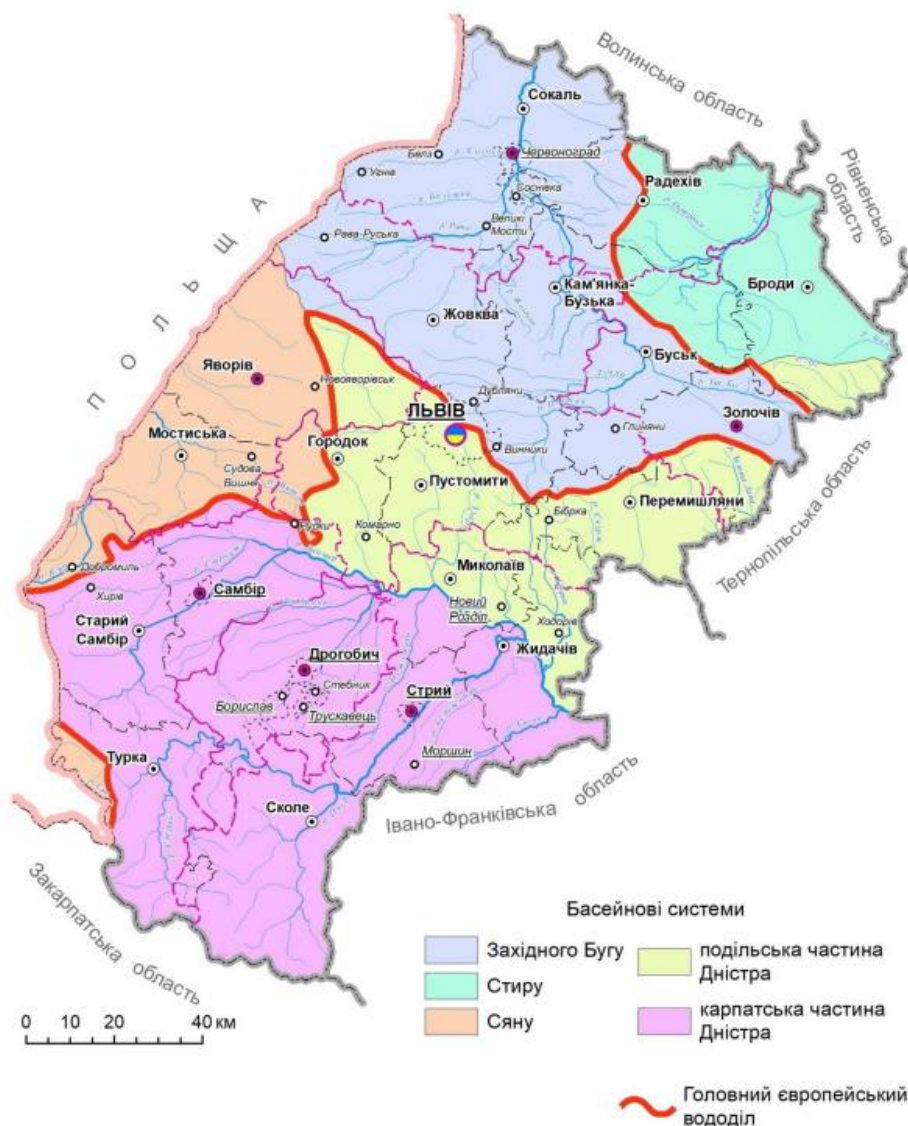 Волинська область
Рівненська
область
ПОЛЬЩА
Сокаль
Белз
Червоноград
Угнів
Соснівка
Радехів
Великі
Мости
Рава-Руська
Кам'янка-
Бузька
Броди
Жовква
Буськ
Яворів
Новояворівськ
Дубляни
ЛЬВІВ
Золочів
Мостиська
Городок
Глиняни
Судова
Вишня
Винники
Пустомити
Перемишляни
Бібрка
Рудки
Комарно
Тернопільська область
Добромиль
Миколаїв
Хирів
Самбір
Новий
Розділ
Старий
Самбір
Ходорів
Жидачів
Дрогобич
Стебник
Борислав
Стрий
Трускавець
Турка
Моршин
Сколе
Івано-Франківська область
Закарпатська область
Басейнові системи
Західного Бугу
подільська частина
Дністра
Стиру
Сяну
карпатська частина
Дністра
0 10 20 40 км
Головний європейський
вододіл